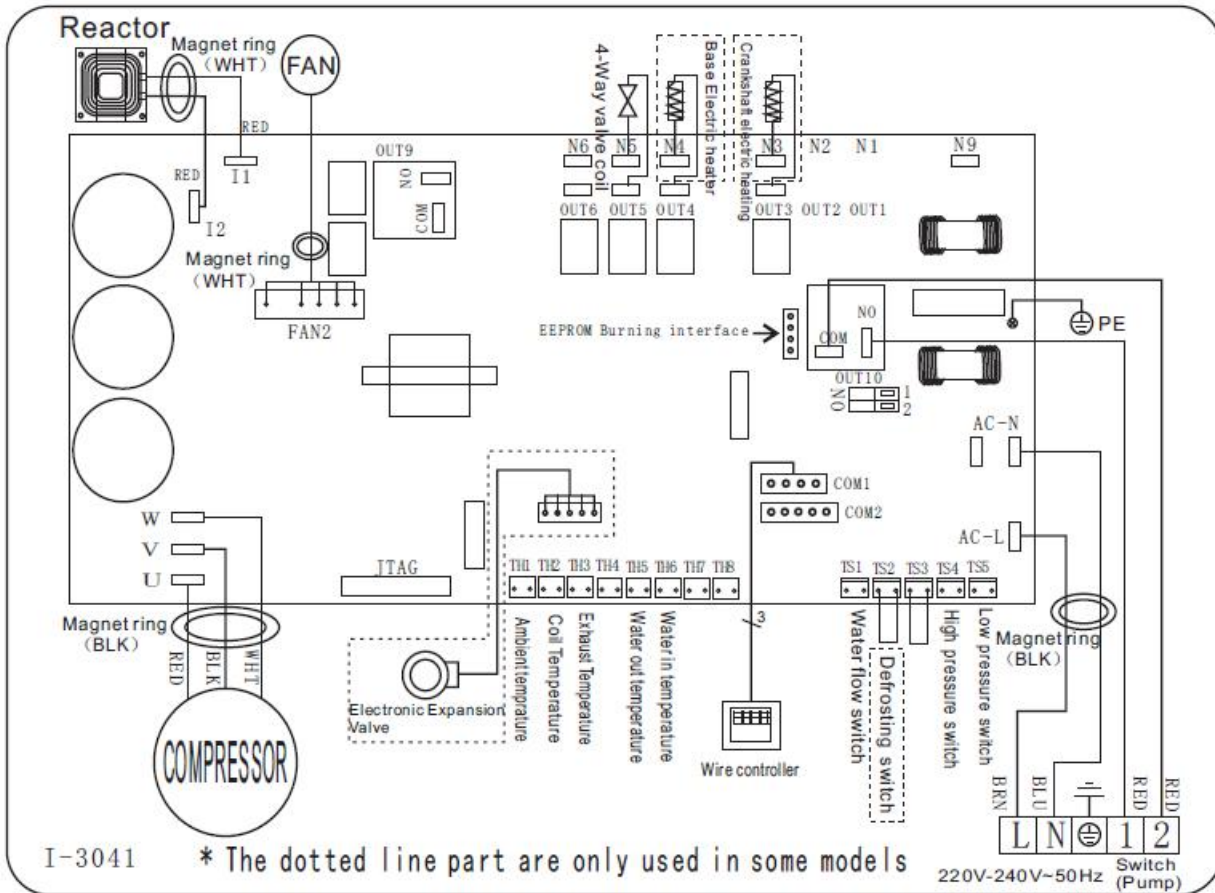 Reactor
Magnet ring
（WHT）
FAN
4-Way valve coil
Base Electric heater
Crankshaft electric heating
RED
I1
RED
I2
OUT9
NO
COM
N6
N5
N4
N3
N2
N1
N9
OUT6
OUT5
OUT4
OUT3
OUT2
OUT1
Magnet ring
（WHT）
FAN2
EEPROM Burning interface
NO
COM
PE
OUT10
NO
1
2
AC-N
COM1
COM2
AC-L
W
V
U
JTAG
TH1
TH2
TH3
TH4
TH5
TH6
TH7
TH8
TS1
TS2
TS3
TS4
TS5
Magnet ring
（BLK）
RED
BLK
WHT
COMPRESSOR
Electronic Expansion
Valve
Ambient temprature
Coil Temperature
Exhaust Temperature
Water out temperature
Water in temperature
3
Wire controller
Water flow switch
Defrosting switch
High pressure switch
Low pressure switch
Magnet ring
（BLK）
BRN
BLU
RED
RED
L N 1 2
220V-240V~50Hz
Switch
(Pump)
I-3041
* The dotted line part are only used in some models